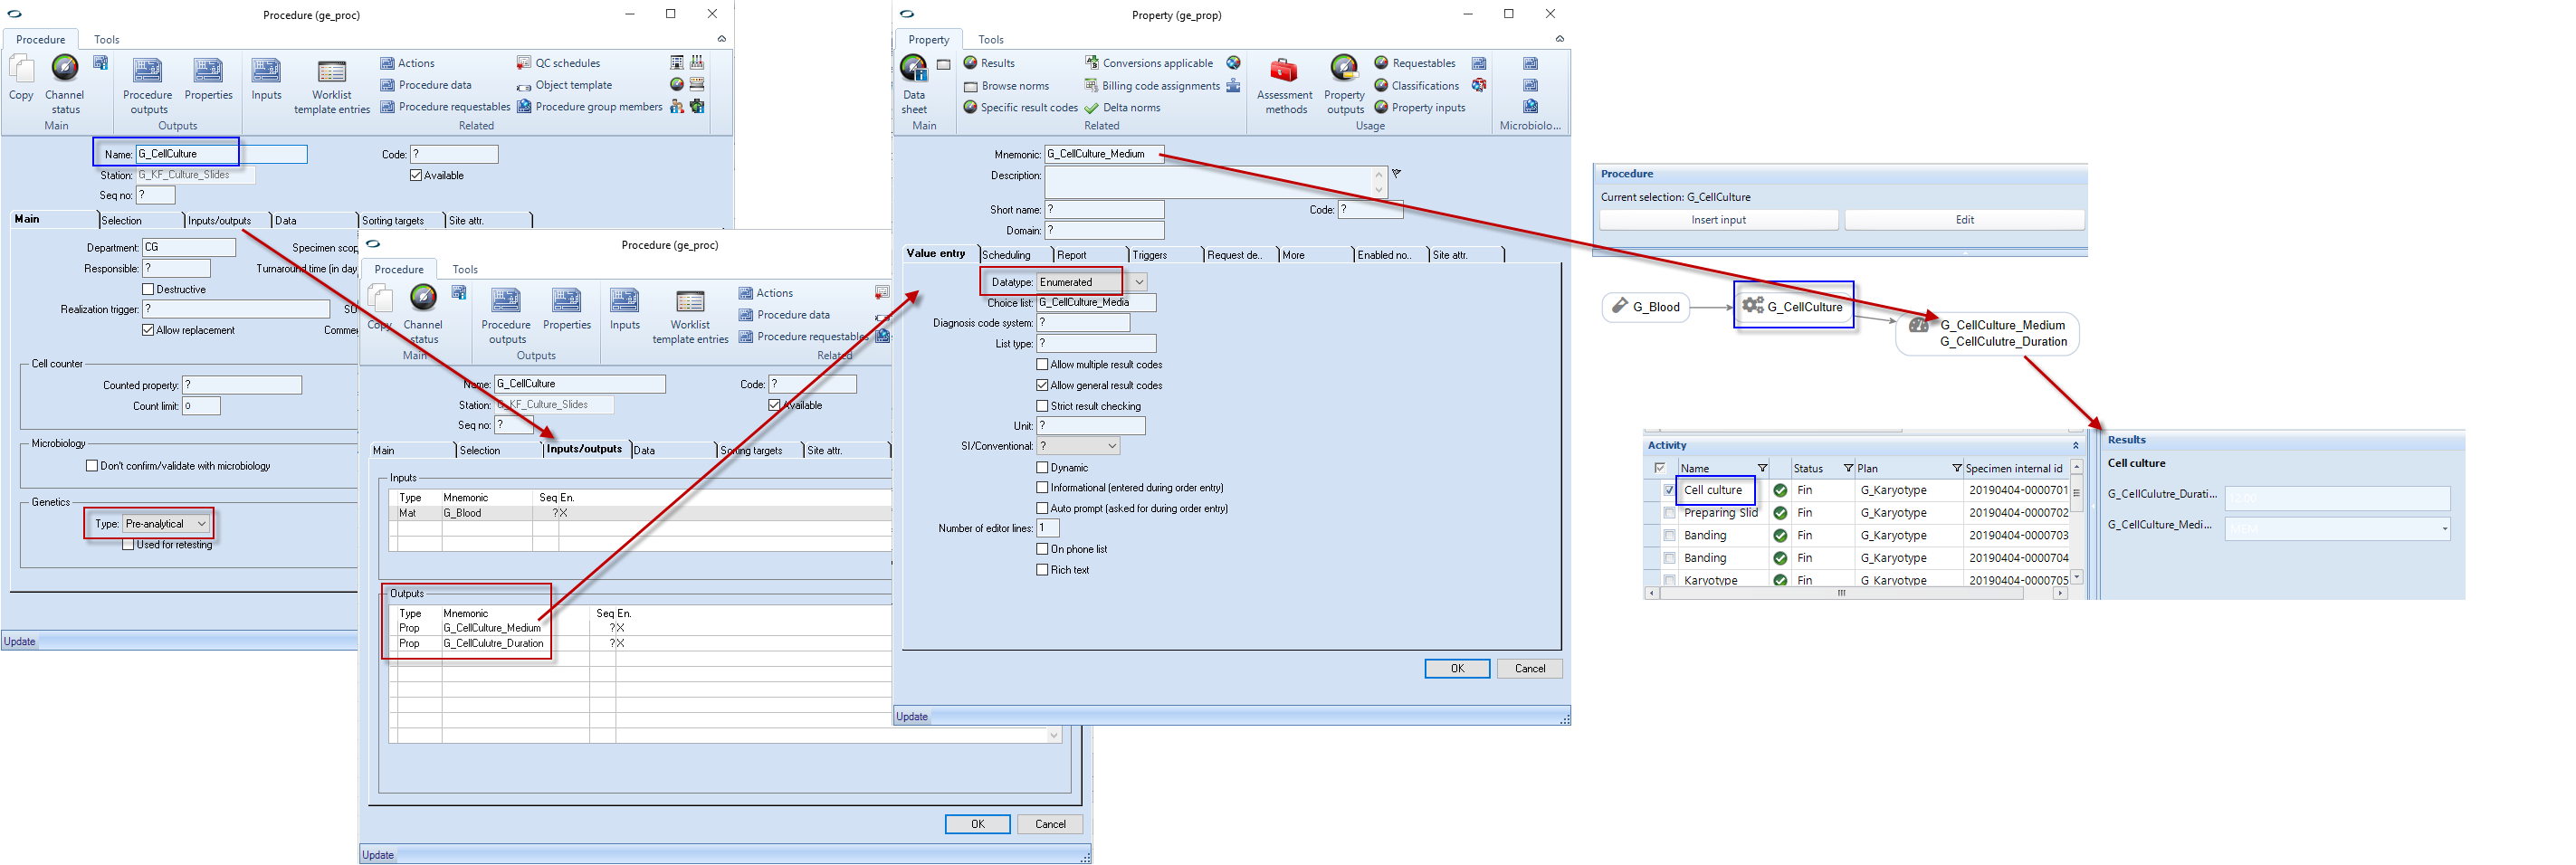 Procedure (ge_proc)
Procedure Tools
Copy
Channel status
Main
Procedure outputs
Properties
Outputs
Inputs
Worklist template entries
Actions
Procedure data
Procedure requestables
QC schedules
Object template
Procedure group members
Related
Name: G_CellCulture
Code: ?
Station: G_KF_Culture_Slides
Available
Seq no: ?
Main Selection Inputs/outputs Data Sorting targets Site attr.
Department: CG
Specimen scop
Responsible: ?
Turnaround time (in day
Destructive
Realization trigger: ?
Allow replacement
Comme
Cell counter
Counted property: ?
Count limit: 0
Microbiology
Don't confirm/validate with microbiology
Genetics
Type: Pre-analytical
Used for retesting
Update
Procedure (ge_proc)
Procedure Tools
Copy
Channel status
Main
Procedure outputs
Properties
Outputs
Inputs
Worklist template entries
Actions
Procedure data
Procedure requestables
Related
Name: G_CellCulture
Code: ?
Station: G_KF_Culture_Slides
Available
Seq no: ?
Main Selection Inputs/outputs Data Sorting targets Site attr.
Inputs
Type Mnemonic Seq En.
Mat G_Blood ? X
Outputs
Type Mnemonic Seq En.
Prop G_CellCulture_Medium ? X
Prop G_CellCulutre_Duration ? X
OK Cancel
Update
Property (ge_prop)
Property Tools
Data sheet
Main
Results
Browse norms
Specific result codes
Conversions applicable
Billing code assignments
Delta norms
Related
Assessment methods
Property outputs
Requestables
Classifications
Property inputs
Usage
Microbiolo...
Mnemonic: G_CellCulture_Medium
Description:
Short name: ?
Code: ?
Domain: ?
Value entry Scheduling Report Triggers Request de.. More Enabled no.. Site attr.
Datatype: Enumerated
Choice list: G_CellCulture_Media
Diagnosis code system: ?
List type: ?
Allow multiple result codes
Allow general result codes
Strict result checking
Unit: ?
SI/Conventional: ?
Dynamic
Informational (entered during order entry)
Auto prompt (asked for during order entry)
Number of editor lines: 1
On phone list
Rich text
OK Cancel
Update
Procedure
Current selection: G_CellCulture
Insert input Edit
G_Blood
G_CellCulture
G_CellCulture_Medium
G_CellCulutre_Duration
Activity
Name Status Plan Specimen internal id
Cell culture Fin G_Karyotype 20190404-0000701
Preparing Slid Fin G_Karyotype 20190404-0000702
Banding Fin G_Karyotype 20190404-0000703
Banding Fin G_Karyotype 20190404-0000704
Karyotype Fin G_Karyotype 20190404-0000705
Results
Cell culture
G_CellCulutre_Durati...
G_CellCulture_Medi...